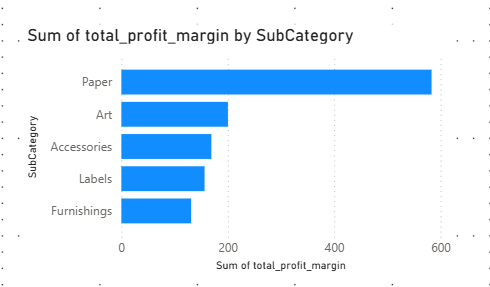 Sum of total_profit_margin by SubCategory
SubCategory
Paper
Art
Accessories
Labels
Furnishings
0 200 400 600
Sum of total_profit_margin